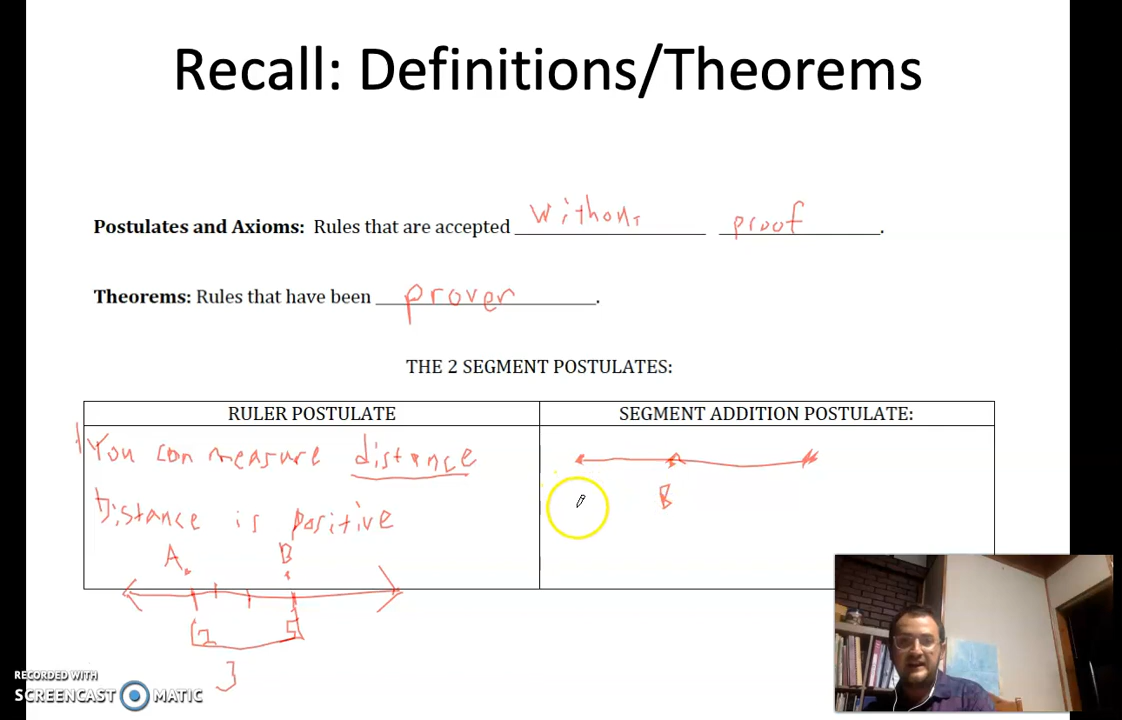 Recall: Definitions/Theorems
Postulates and Axioms: Rules that are accepted without proof.
Theorems: Rules that have been proven.
THE 2 SEGMENT POSTULATES:
RULER POSTULATE
SEGMENT ADDITION POSTULATE:
You can measure distance
Distance is positive
A B
2 5
3
B
RECORDED WITH
SCREENCAST MATIC